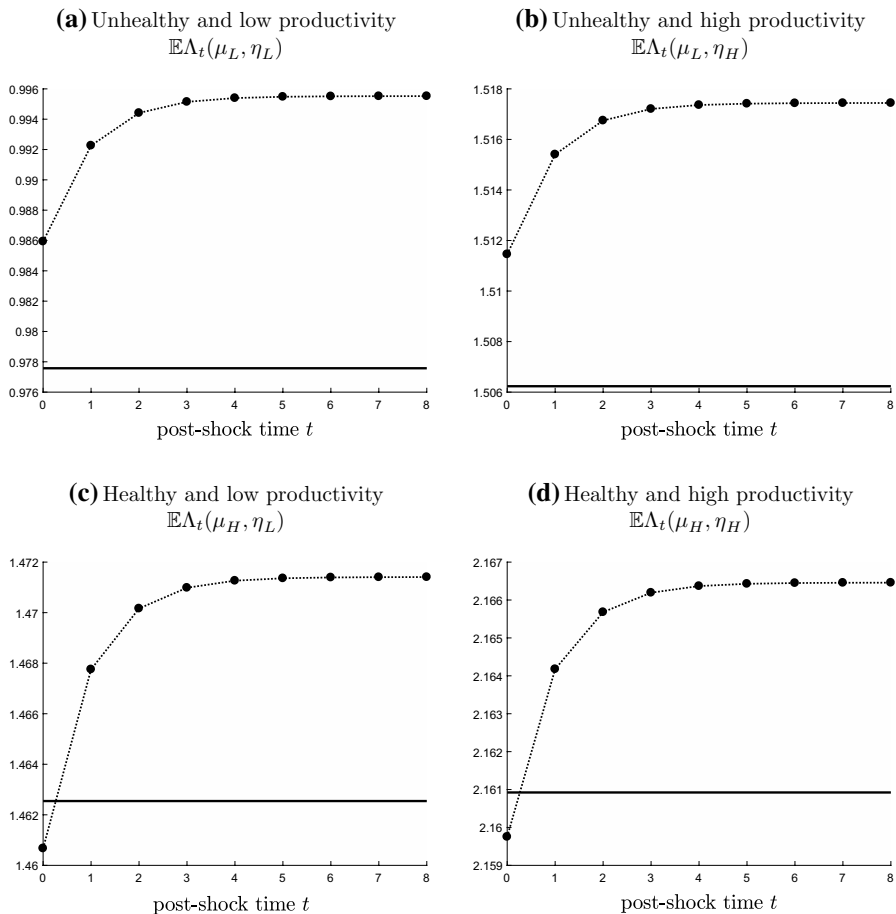 (a) Unhealthy and low productivity
𝔼Λ_t(μ_L, η_L)
0.996
0.994
0.992
0.99
0.988
0.986
0.984
0.982
0.98
0.978
0.976
0 1 2 3 4 5 6 7 8
post-shock time t
(b) Unhealthy and high productivity
𝔼Λ_t(μ_L, η_H)
1.518
1.516
1.514
1.512
1.51
1.508
1.506
0 1 2 3 4 5 6 7 8
post-shock time t
(c) Healthy and low productivity
𝔼Λ_t(μ_H, η_L)
1.472
1.47
1.468
1.466
1.464
1.462
1.46
0 1 2 3 4 5 6 7 8
post-shock time t
(d) Healthy and high productivity
𝔼Λ_t(μ_H, η_H)
2.167
2.166
2.165
2.164
2.163
2.162
2.161
2.16
2.159
0 1 2 3 4 5 6 7 8
post-shock time t